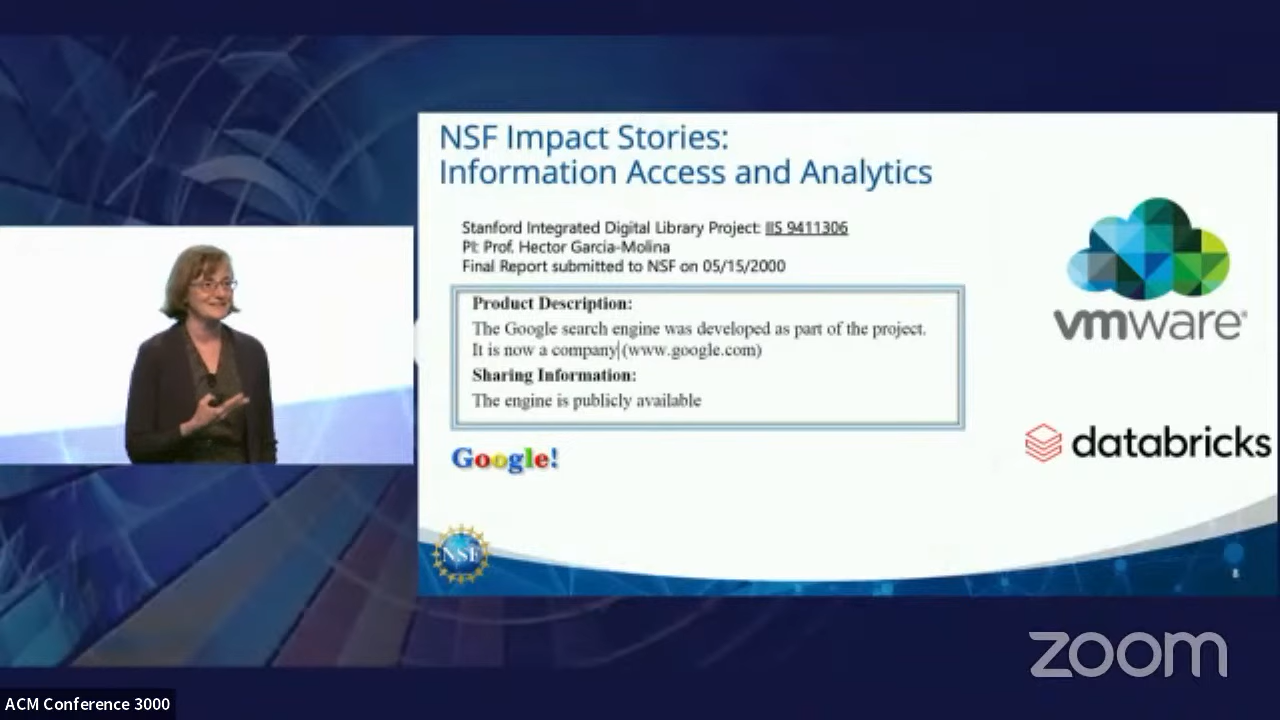 NSF Impact Stories:
Information Access and Analytics
Stanford Integrated Digital Library Project: IIS 9411306
PI: Prof. Hector Garcia-Molina
Final Report submitted to NSF on 05/15/2000
Product Description:
The Google search engine was developed as part of the project.
It is now a company (www.google.com)
Sharing Information:
The engine is publicly available
Google!
vmware®
databricks
NSF
8
zoom
ACM Conference 3000